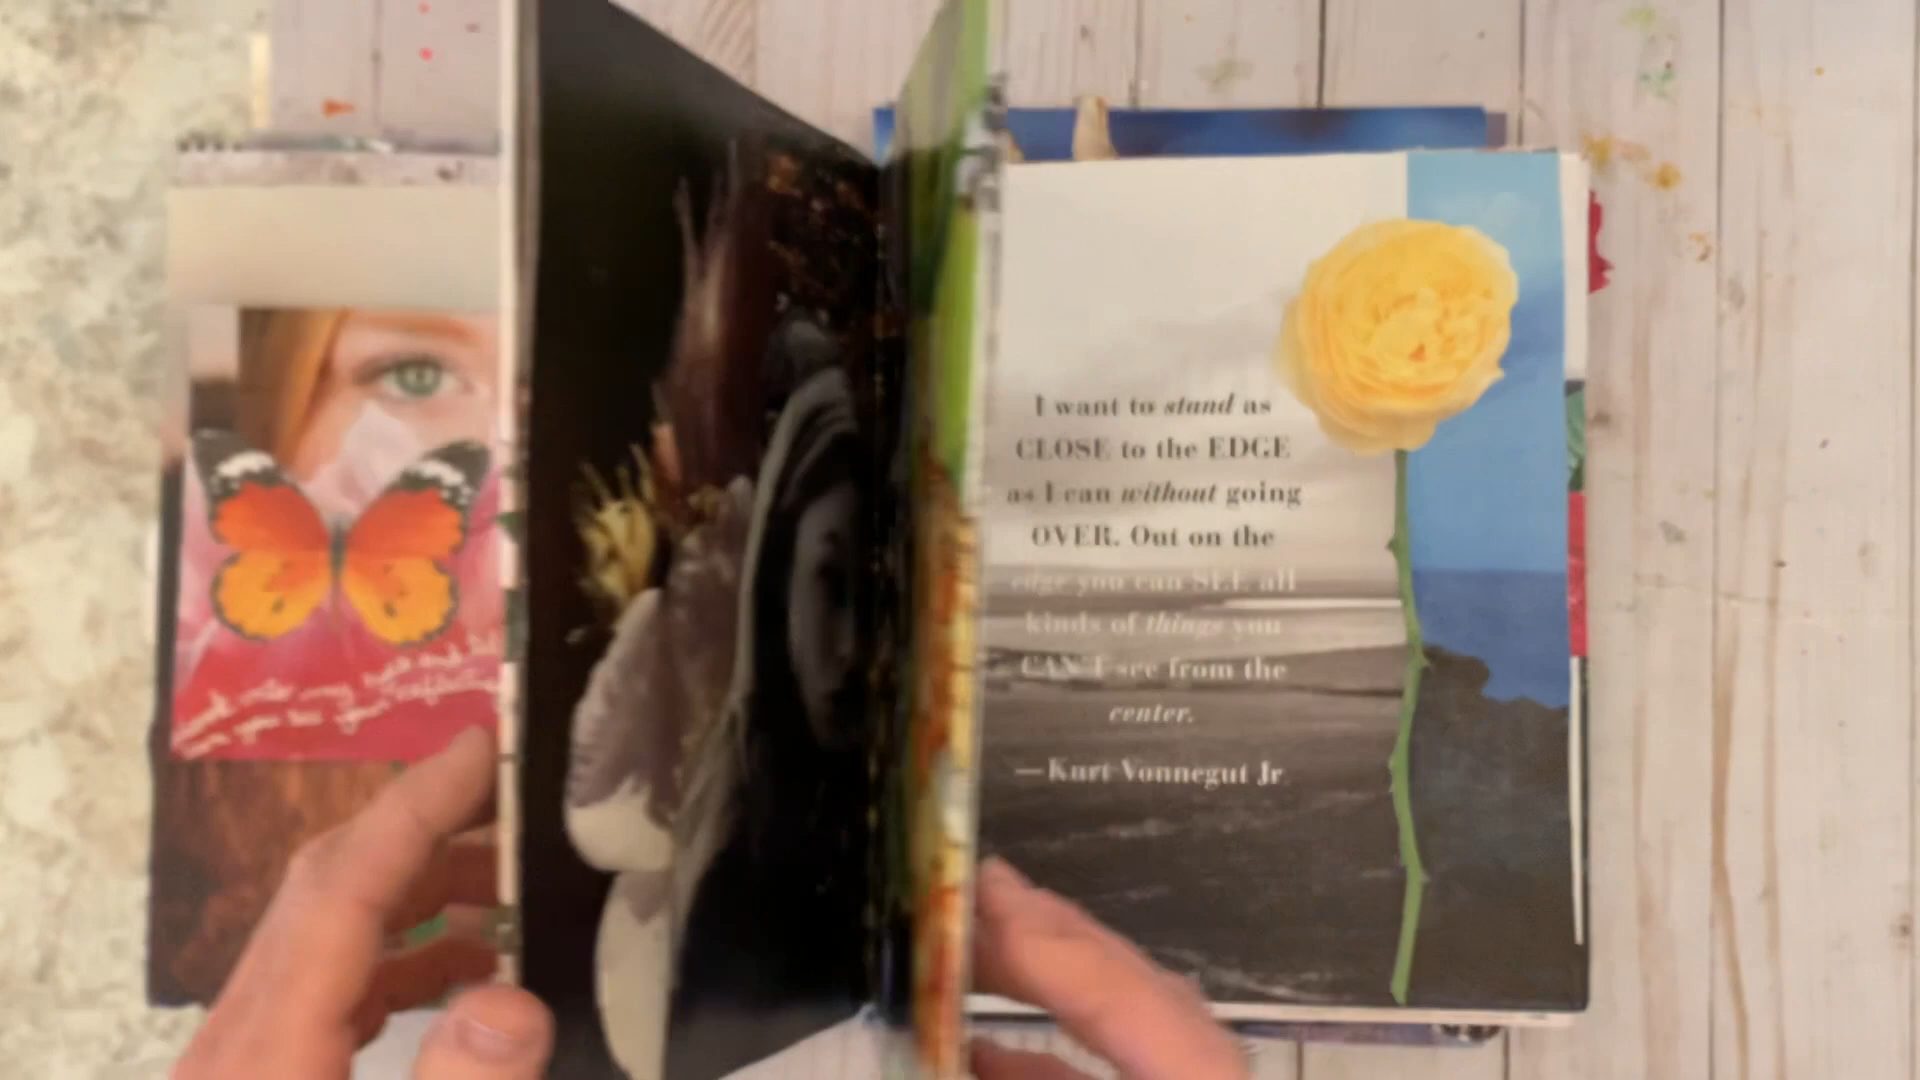 I want to stand as
CLOSE to the EDGE
as I can without going
OVER. Out on the
edge you can SEE all
kinds of things you
CAN'T see from the
center.
—Kurt Vonnegut Jr